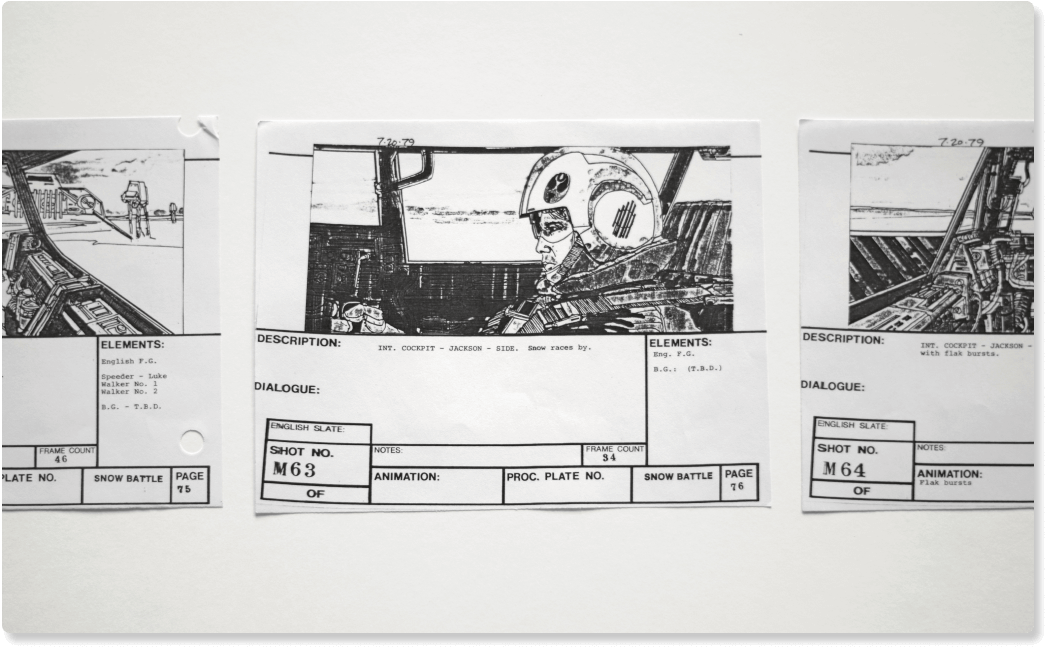 ELEMENTS:
English F.G.
Speeder - Luke
Walker No. 1
Walker No. 2
B.G. - T.B.D.
FRAME COUNT
46
PLATE NO.
SNOW BATTLE
PAGE
75
7-20-79
DESCRIPTION:
INT. COCKPIT - JACKSON - SIDE. Snow races by.
ELEMENTS:
Eng. F.G.
B.G.: (T.B.D.)
DIALOGUE:
ENGLISH SLATE:
SHOT NO.
M63
OF
NOTES:
FRAME COUNT
34
ANIMATION:
PROC. PLATE NO.
SNOW BATTLE
PAGE
76
7-20-79
DESCRIPTION:
INT. COCKPIT - JACKSON -
with flak bursts.
DIALOGUE:
ENGLISH SLATE:
SHOT NO.
M64
OF
NOTES:
ANIMATION:
Flak bursts